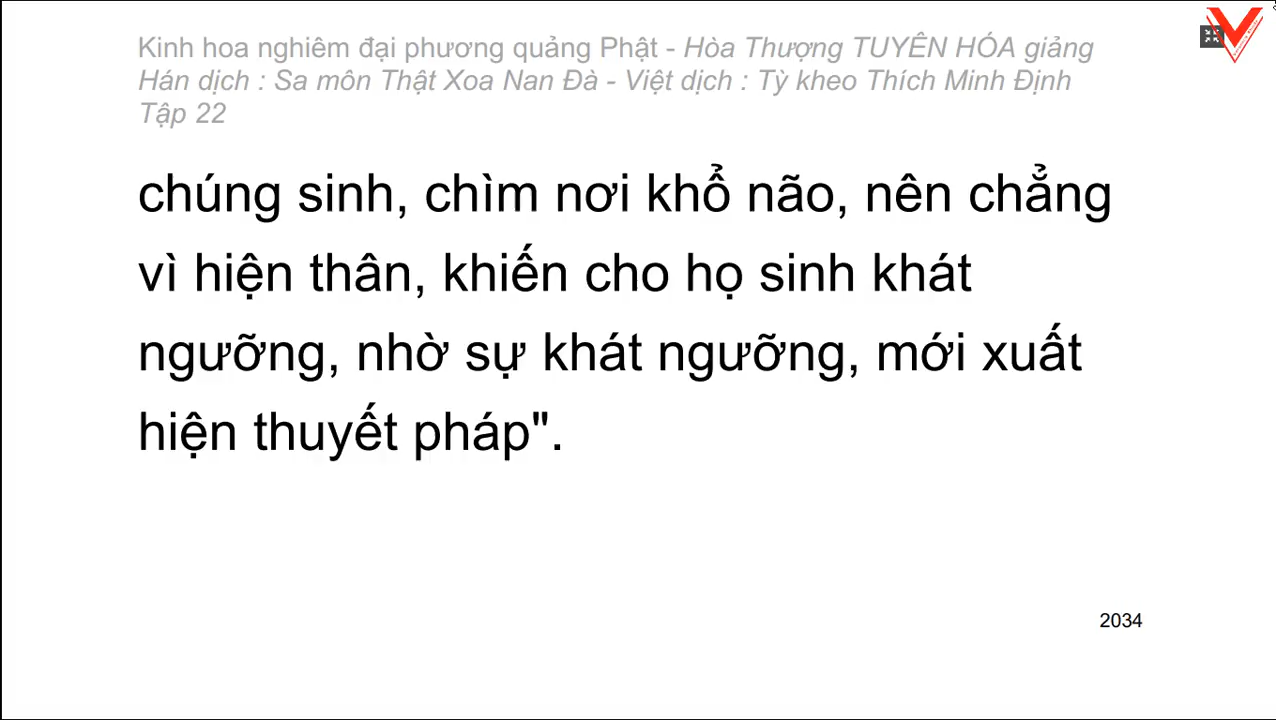 Kinh hoa nghiêm đại phương quảng Phật - Hòa Thượng TUYÊN HÓA giảng
Hán dịch : Sa môn Thật Xoa Nan Đà - Việt dịch : Tỳ kheo Thích Minh Định
Tập 22
chúng sinh, chìm nơi khổ não, nên chẳng
vì hiện thân, khiến cho họ sinh khát
ngưỡng, nhờ sự khát ngưỡng, mới xuất
hiện thuyết pháp".
2034